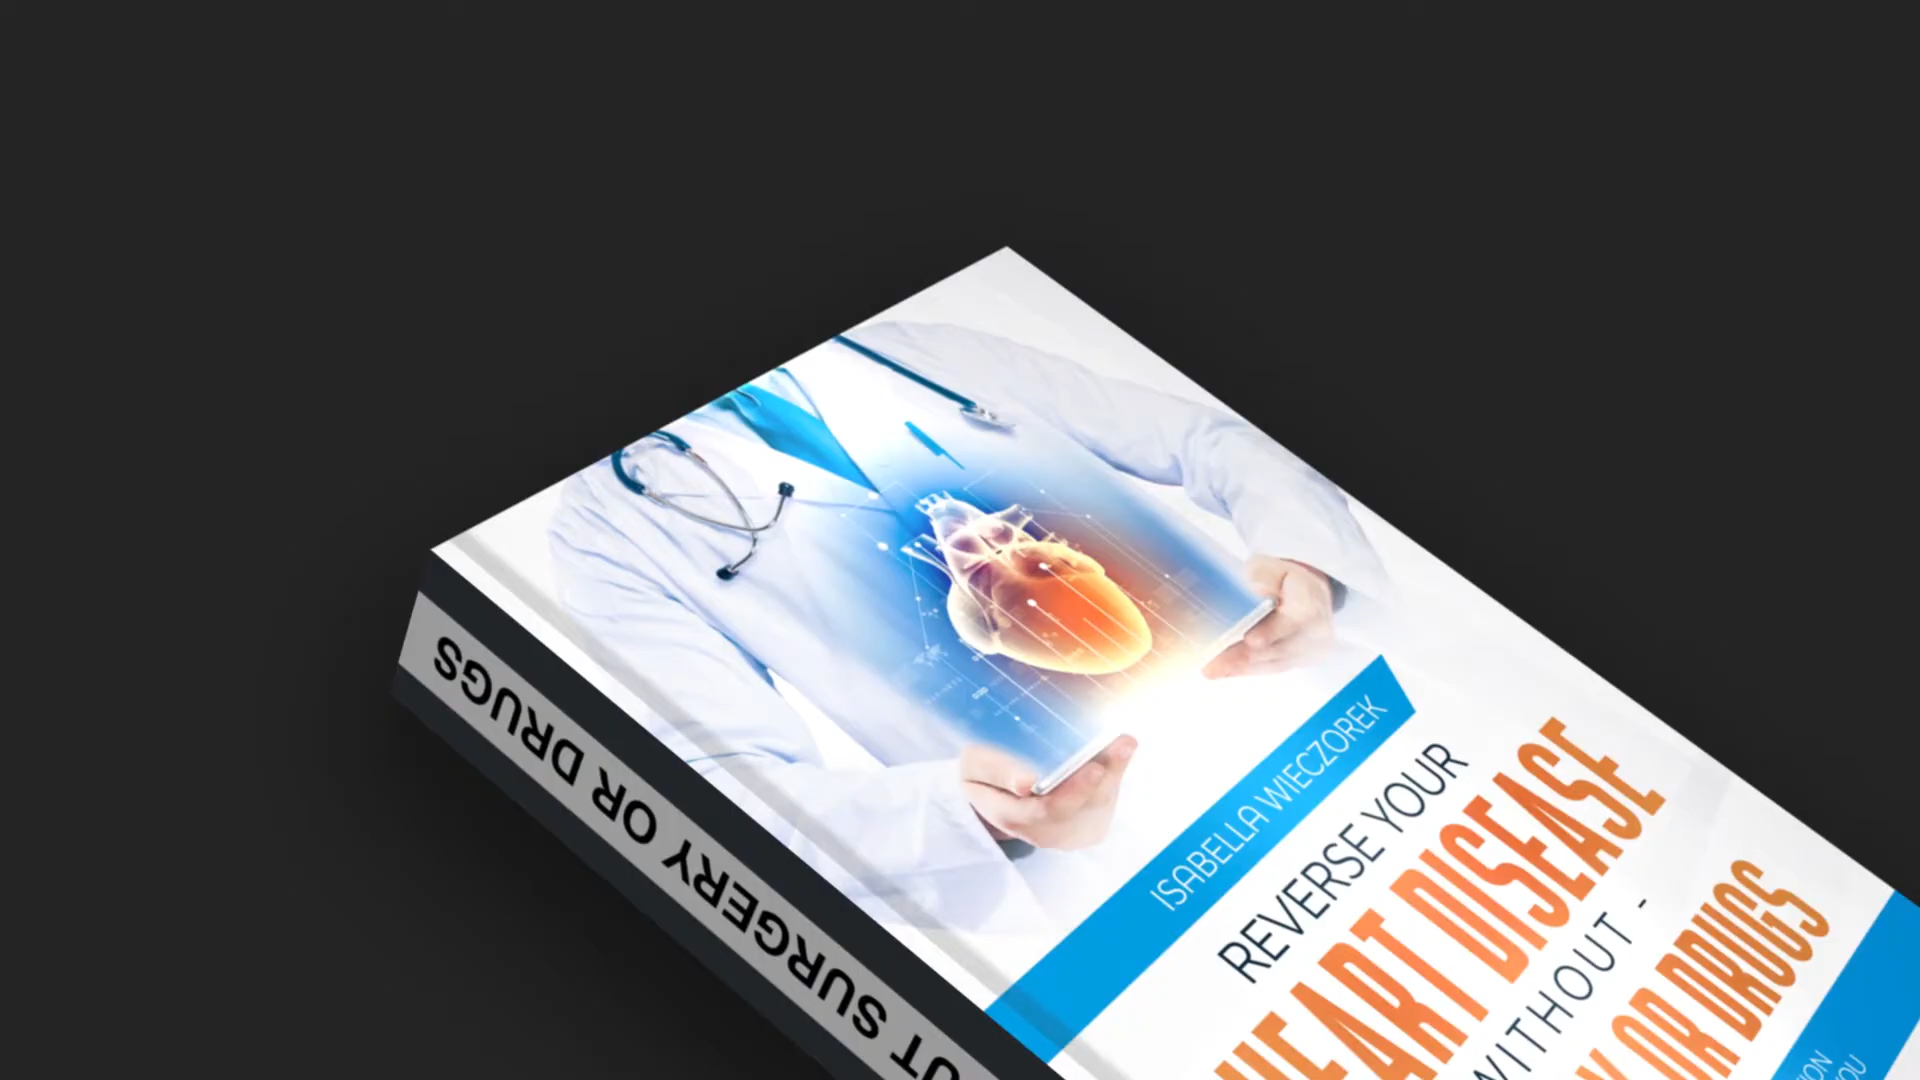 ISABELLA WIECZOREK
REVERSE YOUR
HEART DISEASE
WITHOUT -
OR DRUGS
SURGERY OR DRUGS